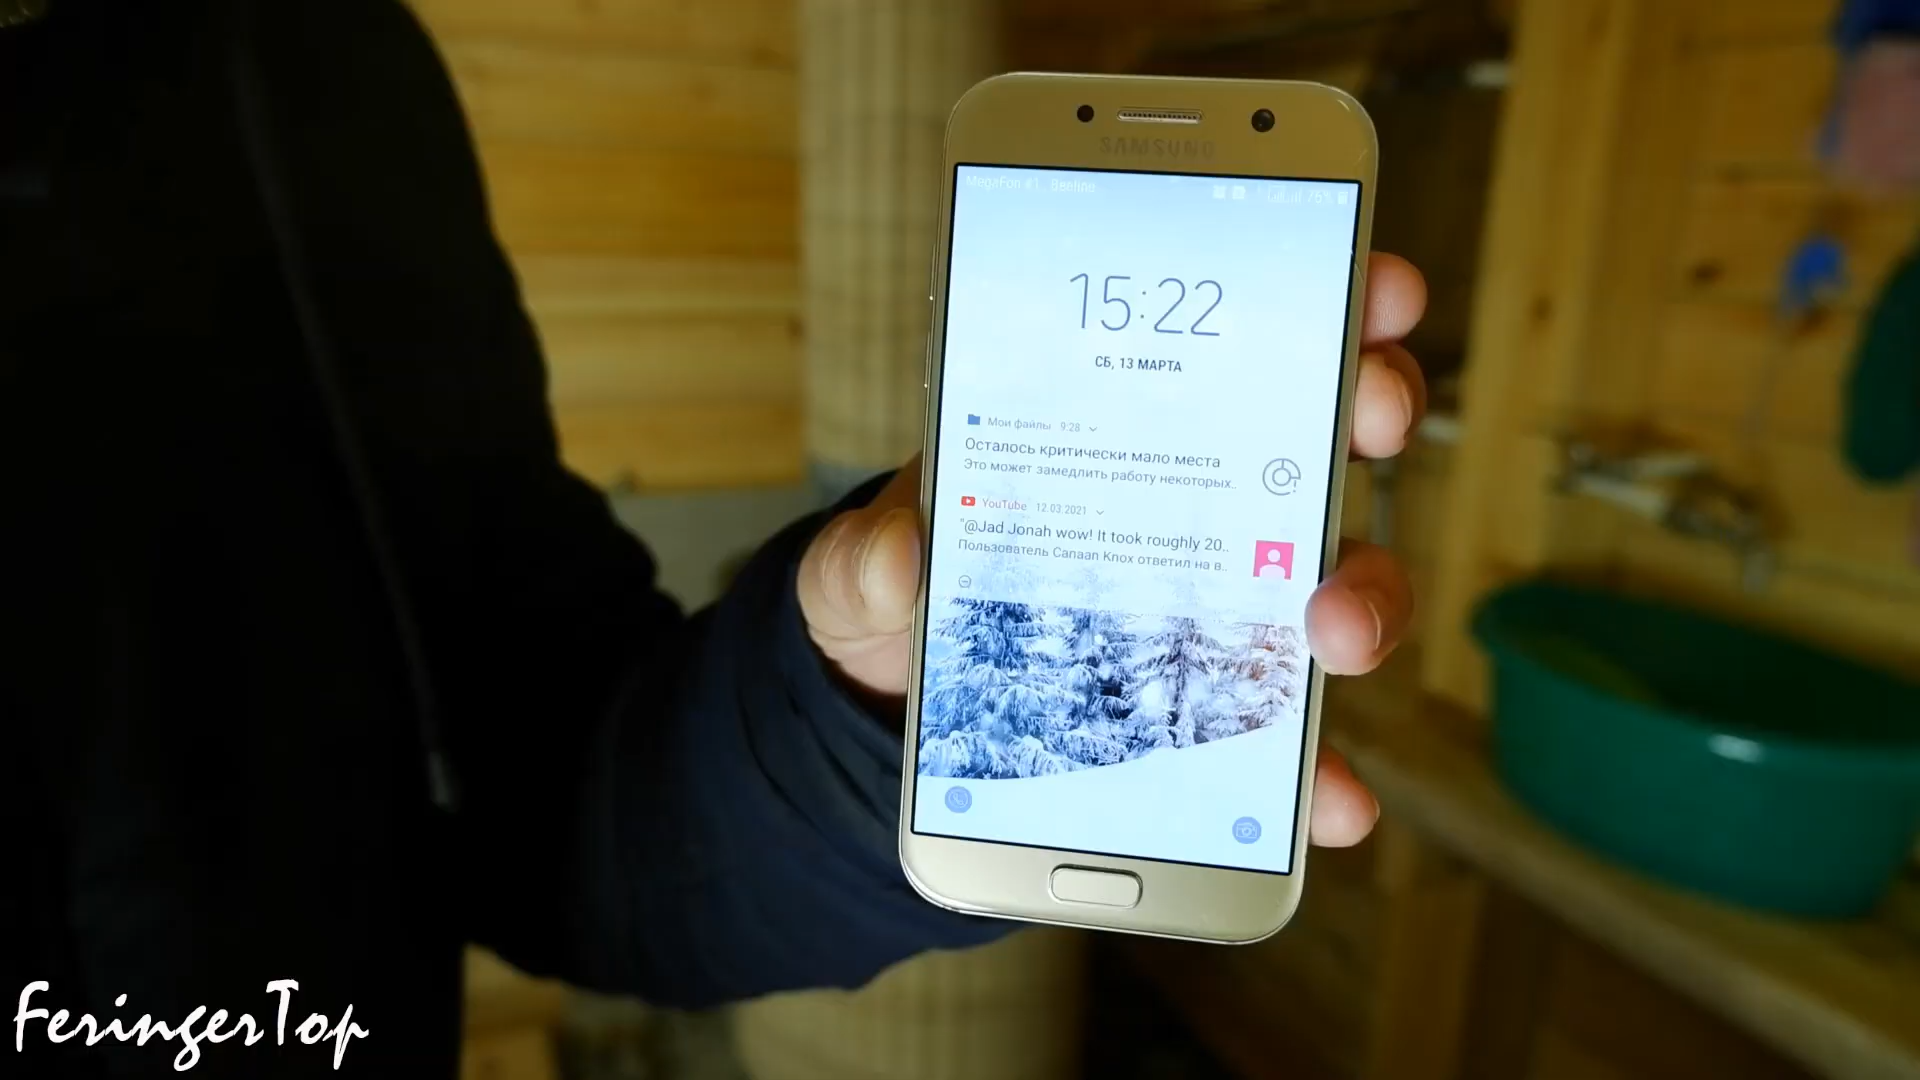 SAMSUNG
MegaFon #1, Beeline 76%
15:22
СБ, 13 МАРТА
Мои файлы 9:28
Осталось критически мало места
Это может замедлить работу некоторых..
YouTube 12.03.2021
"@Jad Jonah wow! It took roughly 20..
Пользователь Canaan Knox ответил на в..
FeringerTop